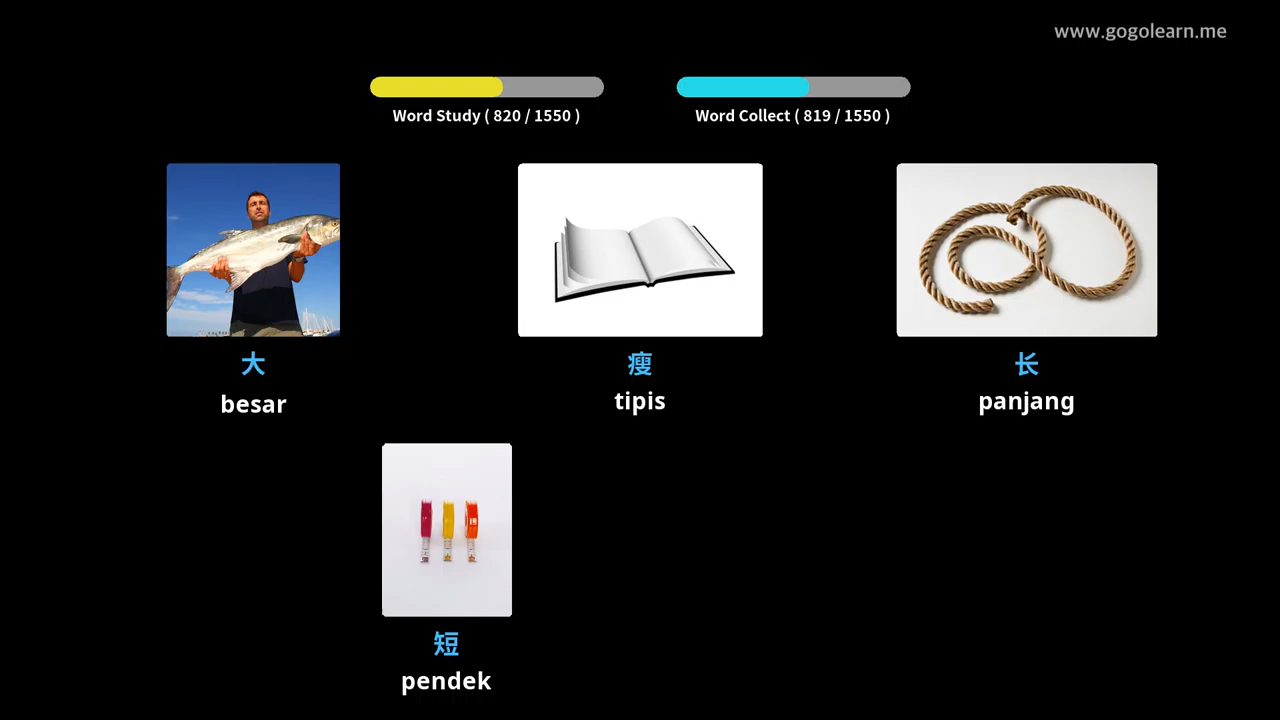 www.gogolearn.me
Word Study ( 820 / 1550 )
Word Collect ( 819 / 1550 )
大
besar
瘦
tipis
长
panjang
短
pendek